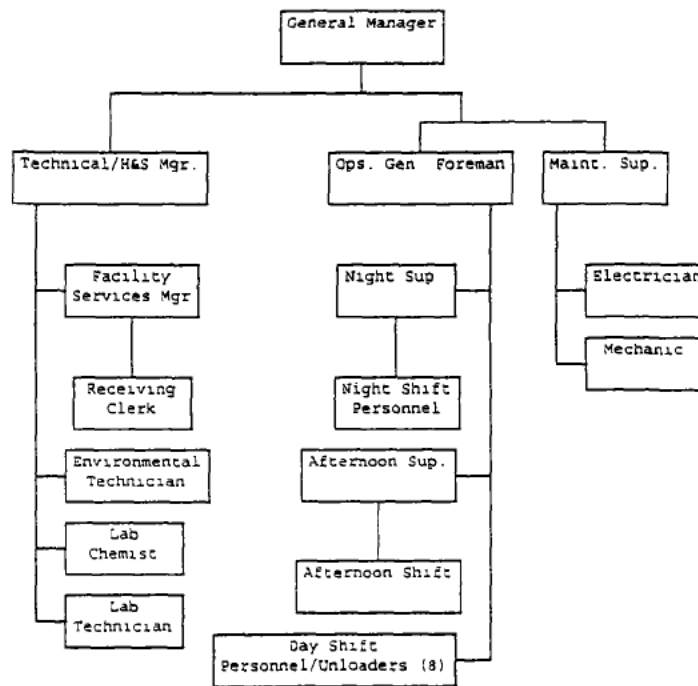 General Manager
Technical/H&S Mgr.
Ops. Gen Foreman
Maint. Sup.
Facility
Services Mgr
Night Sup
Electrician
Receiving
Clerk
Night Shift
Personnel
Mechanic
Environmental
Technician
Afternoon Sup.
Lab
Chemist
Afternoon Shift
Lab
Technician
Day Shift
Personnel/Unloaders (8)